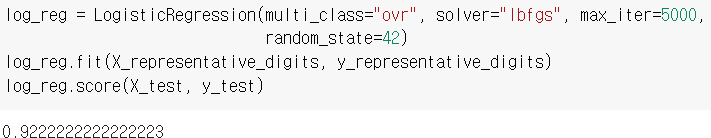 log_reg = LogisticRegression(multi_class="ovr", solver="lbfgs", max_iter=5000,
random_state=42)
log_reg.fit(X_representative_digits, y_representative_digits)
log_reg.score(X_test, y_test)
0.9222222222222223